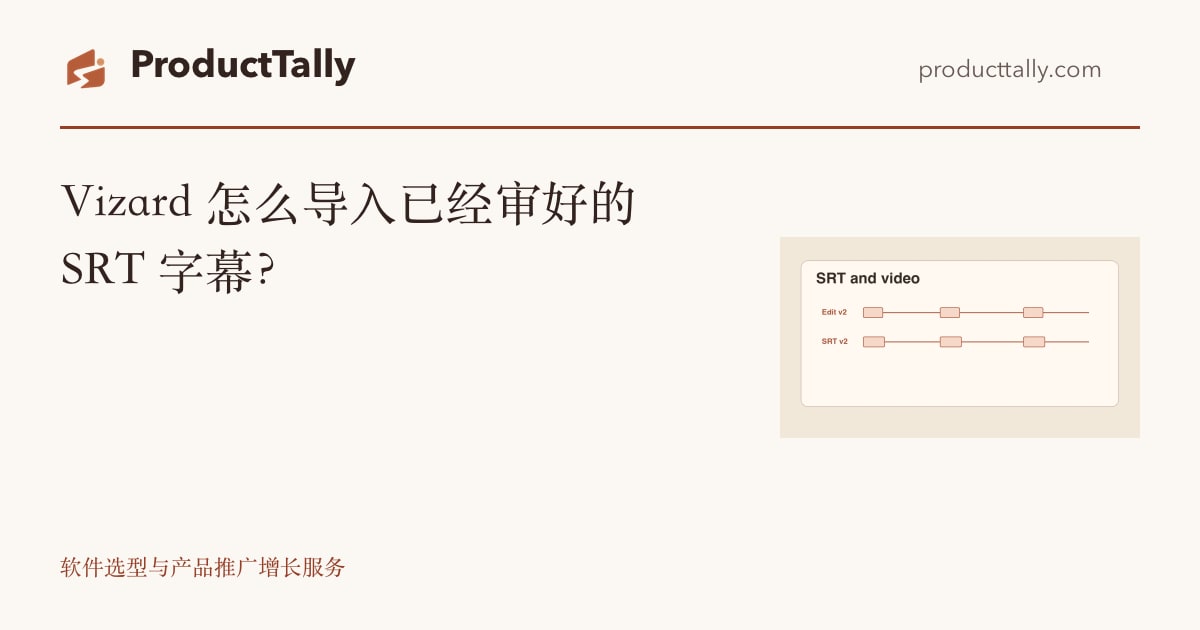 ProductTally
producttally.com
Vizard 怎么导入已经审好的
SRT 字幕?
SRT and video
Edit v2
SRT v2
软件选型与产品推广增长服务